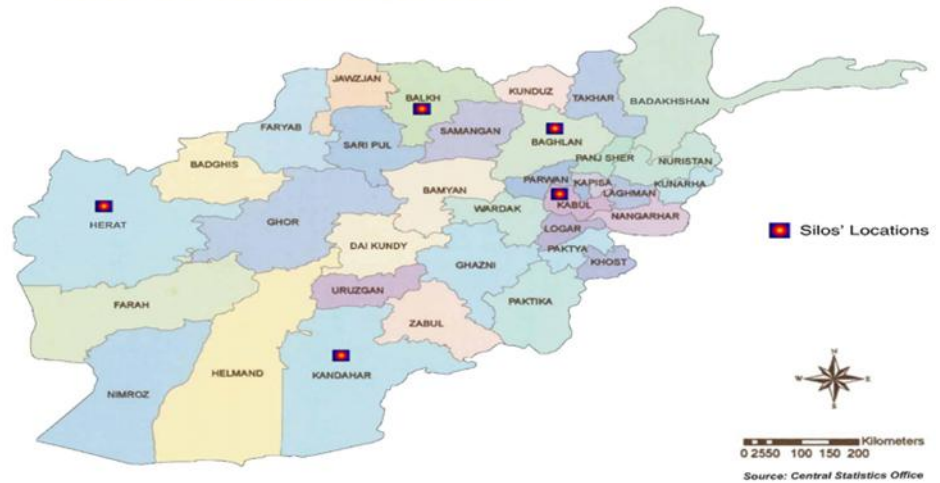 JAWZJAN
BALKH
KUNDUZ
TAKHAR
BADAKHSHAN
FARYAB
SARI PUL
SAMANGAN
BAGHLAN
BADGHIS
PANJ SHER
NURISTAN
PARWAN
KAPISA
KUNARHA
LAGHMAN
BAMYAN
WARDAK
KABUL
NANGARHAR
HERAT
GHOR
LOGAR
Silos' Locations
DAI KUNDY
PAKTYA
GHAZNI
KHOST
URUZGAN
FARAH
PAKTIKA
ZABUL
HELMAND
KANDAHAR
NIMROZ
N
W
E
S
Kilometers
0 25 50 100 150 200
Source: Central Statistics Office